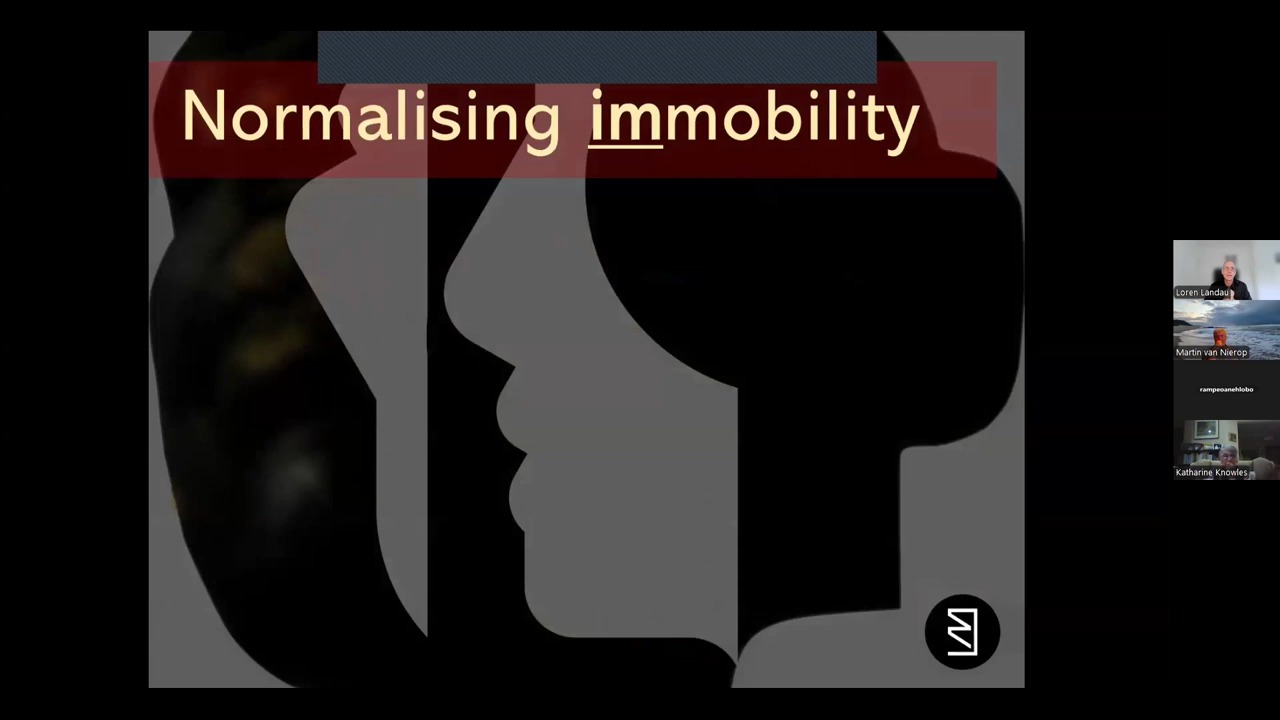 Normalising immobility
Loren Landau
Martin van Nierop
rampeoanehlobo
Katharine Knowles